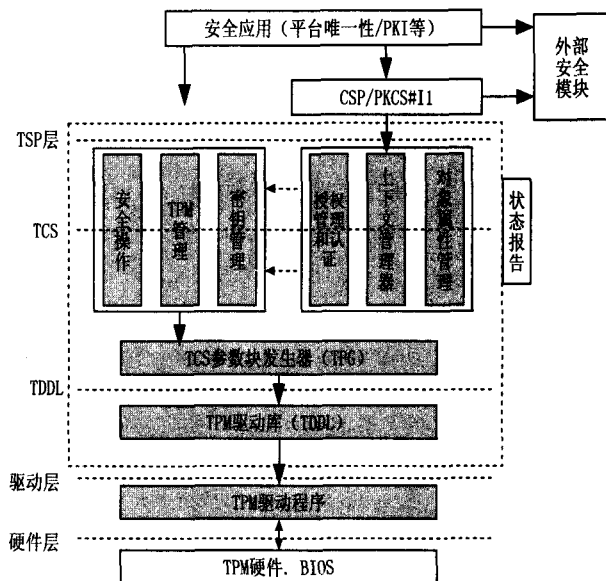 安全应用（平台唯一性/PKI等）
外部
安全
模块
CSP/PKCS#11
TSP层
安全操作
TPM管理
密钥管理
授权管理和认证
上下文管理器
对象属性管理
状态报告
TCS
TCS参数块发生器（TPG）
TDDL
TPM驱动库（TDDL）
驱动层
TPM驱动程序
硬件层
TPM硬件．BIOS